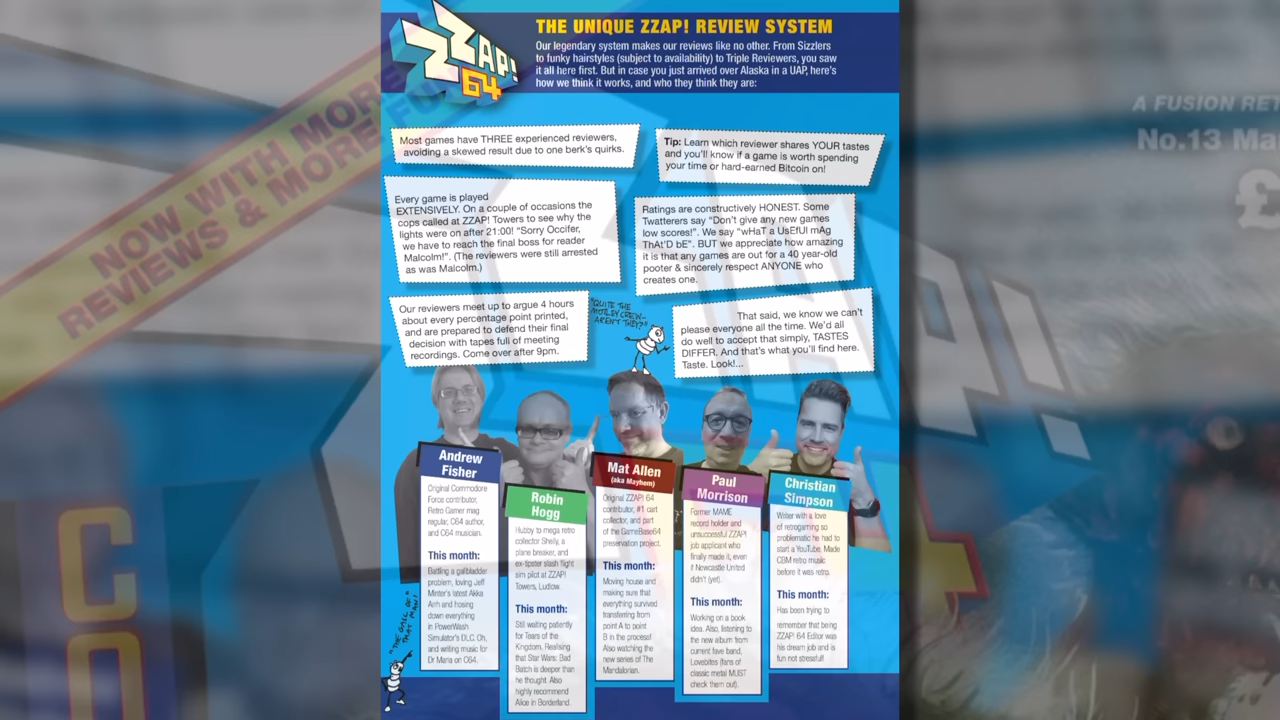 ZZAP!
64
THE UNIQUE ZZAP! REVIEW SYSTEM
Our legendary system makes our reviews like no other. From Sizzlers
to funky hairstyles (subject to availability) to Triple Reviewers, you saw
it all here first. But in case you just arrived over Alaska in a UAP, here's
how we think it works, and who they think they are:
Most games have THREE experienced reviewers,
avoiding a skewed result due to one berk's quirks.
Tip: Learn which reviewer shares YOUR tastes
and you'll know if a game is worth spending
your time or hard-earned Bitcoin on!
Every game is played
EXTENSIVELY. On a couple of occasions the
cops called at ZZAP! Towers to see why the
lights were on after 21:00! "Sorry Occifer,
we have to reach the final boss for reader
Malcolm!". (The reviewers were still arrested
as was Malcolm.)
Ratings are constructively HONEST. Some
Twatterers say "Don't give any new games
low scores!". We say "wHaT a UsEfUl mAg
ThAt'D bE". BUT we appreciate how amazing
it is that any games are out for a 40 year-old
pooter & sincerely respect ANYONE who
creates one.
Our reviewers meet up to argue 4 hours
about every percentage point printed,
and are prepared to defend their final
decision with tapes full of meeting
recordings. Come over after 9pm.
"QUITE THE
MOTLEY CREW-
AREN'T THEY?"
That said, we know we can't
please everyone all the time. We'd all
do well to accept that simply, TASTES
DIFFER. And that's what you'll find here.
Taste. Look!...
Andrew
Fisher
Original Commodore
Force contributor,
Retro Gamer mag
regular, C64 author,
and C64 musician.
This month:
Battling a gallbladder
problem, loving Jeff
Minter's latest Akka
Arrh and hosing
down everything
in PowerWash
Simulator's DLC. Oh,
and writing music for
Dr Mario on C64.
Robin
Hogg
Hubby to mega retro
collector Shelly, a
plane breaker, and
ex-tipster slash flight
sim pilot at ZZAP!
Towers, Ludlow.
This month:
Still waiting patiently
for Tears of the
Kingdom. Realising
that Star Wars: Bad
Batch is deeper than
he thought. Also
highly recommend
Alice in Borderland.
Mat Allen
(aka Mayhem)
Original ZZAP! 64
contributor, #1 cart
collector, and part
of the GameBase64
preservation project.
This month:
Moving house and
making sure that
everything survived
transferring from
point A to point
B in the process!
Also watching the
new series of The
Mandalorian.
Paul
Morrison
Former MAME
record holder and
unsuccessful ZZAP!
job applicant who
finally made it, even
if Newcastle United
didn't (yet).
This month:
Working on a book
idea. Also, listening to
the new album from
current fave band,
Lovebites (fans of
classic metal MUST
check them out).
Christian
Simpson
Writer with a love
of retrogaming so
problematic he had to
start a YouTube. Made
CBM retro music
before it was retro.
This month:
Has been trying to
remember that being
ZZAP! 64 Editor was
his dream job and is
fun not stressful!
"THE GALL OF
THAT MAN!"
NOW WITH MORE
REVIEWS & MORE FU
A FUSION RET
No.13 Ma
£